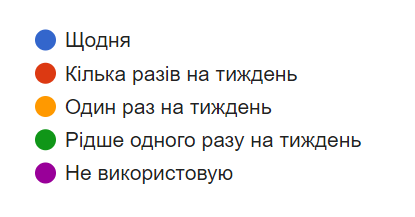 Щодня
Кілька разів на тиждень
Один раз на тиждень
Рідше одного разу на тиждень
Не використовую